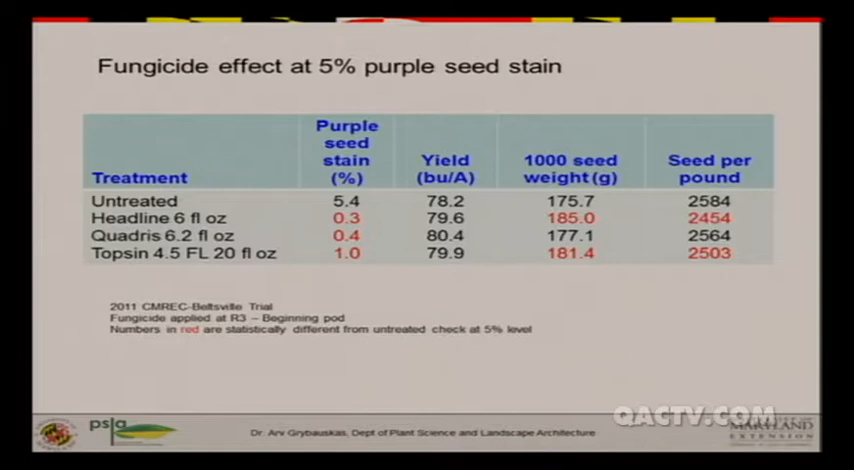 Fungicide effect at 5% purple seed stain
Treatment Purple seed stain (%) Yield (bu/A) 1000 seed weight (g) Seed per pound
Untreated 5.4 78.2 175.7 2584
Headline 6 fl oz 0.3 79.6 185.0 2454
Quadris 6.2 fl oz 0.4 80.4 177.1 2564
Topsin 4.5 FL 20 fl oz 1.0 79.9 181.4 2503
2011 CMREC-Beltsville Trial
Fungicide applied at R3 – Beginning pod
Numbers in red are statistically different from untreated check at 5% level
psla
Dr. Arv Grybauskas, Dept of Plant Science and Landscape Architecture
QACTV.COM
MARYLAND
EXTENSION